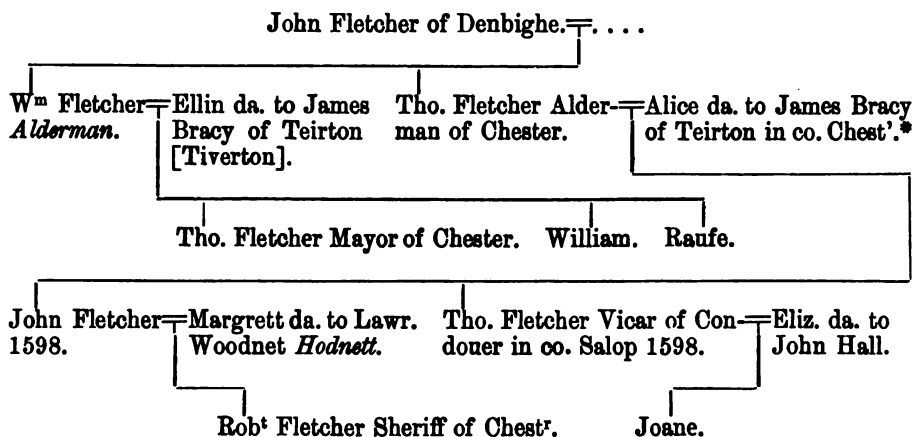 John Fletcher of Denbighe.=. . . .
Wᵐ Fletcher=Ellin da. to James
Alderman. Bracy of Teirton
[Tiverton].
Tho. Fletcher Alder-=Alice da. to James Bracy
man of Chester. of Teirton in co. Chest'.*
Tho. Fletcher Mayor of Chester. William. Raufe.
John Fletcher=Margrett da. to Lawr.
1598. Woodnet Hodnett.
Tho. Fletcher Vicar of Con-=Eliz. da. to
douer in co. Salop 1598. John Hall.
Robᵗ Fletcher Sheriff of Chestʳ. Joane.